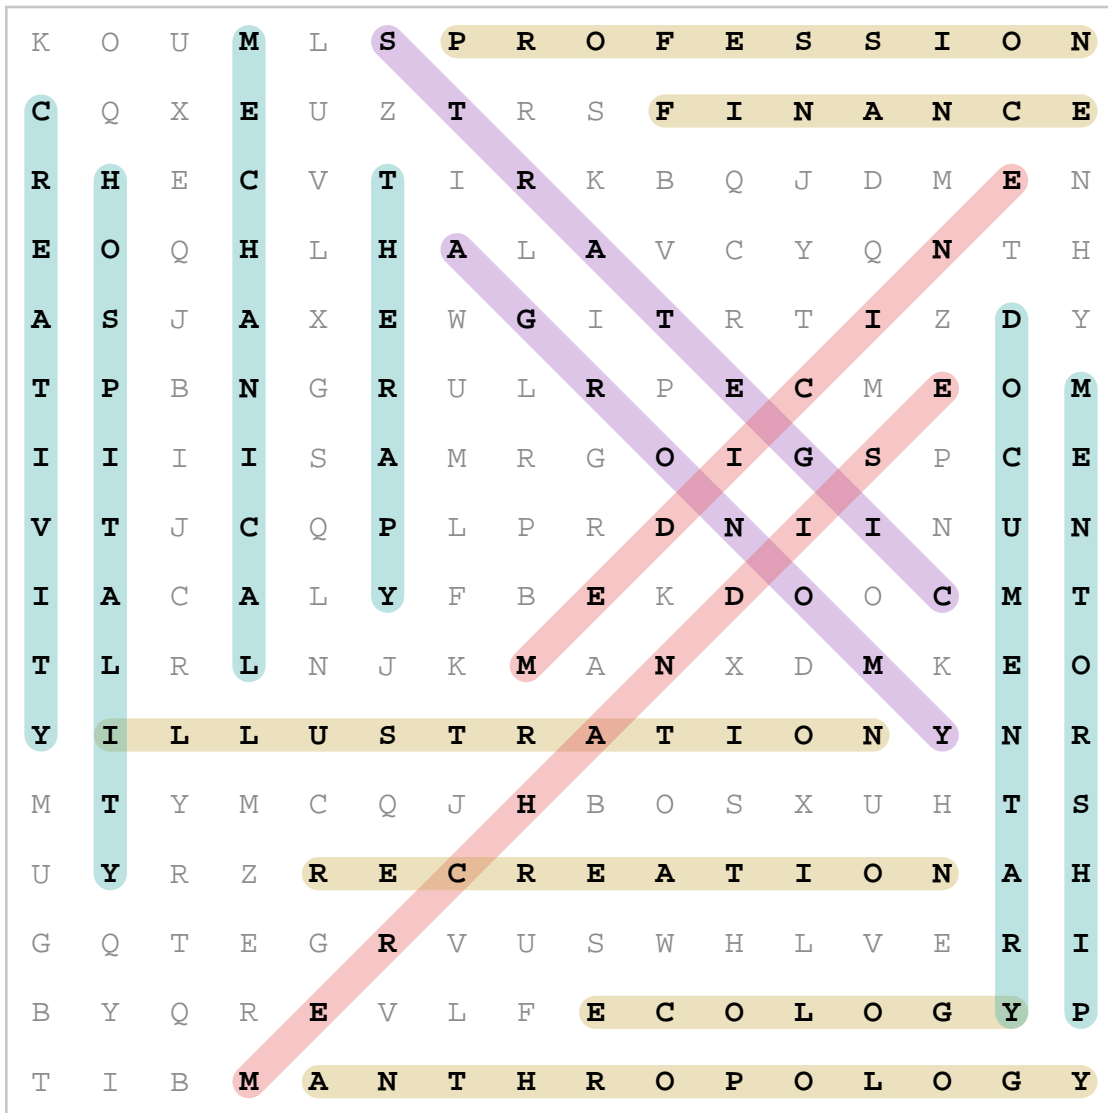 K O U M L S P R O F E S S I O N
C Q X E U Z T R S F I N A N C E
R H E C V T I R K B Q J D M E N
E O Q H L H A L A V C Y Q N T H
A S J A X E W G I T R T I Z D Y
T P B N G R U L R P E C M E O M
I I I I S A M R G O I G S P C E
V T J C Q P L P R D N I I N U N
I A C A L Y F B E K D O O C M T
T L R L N J K M A N X D M K E O
Y I L L U S T R A T I O N Y N R
M T Y M C Q J H B O S X U H T S
U Y R Z R E C R E A T I O N A H
G Q T E G R V U S W H L V E R I
B Y Q R E V L F E C O L O G Y P
T I B M A N T H R O P O L O G Y